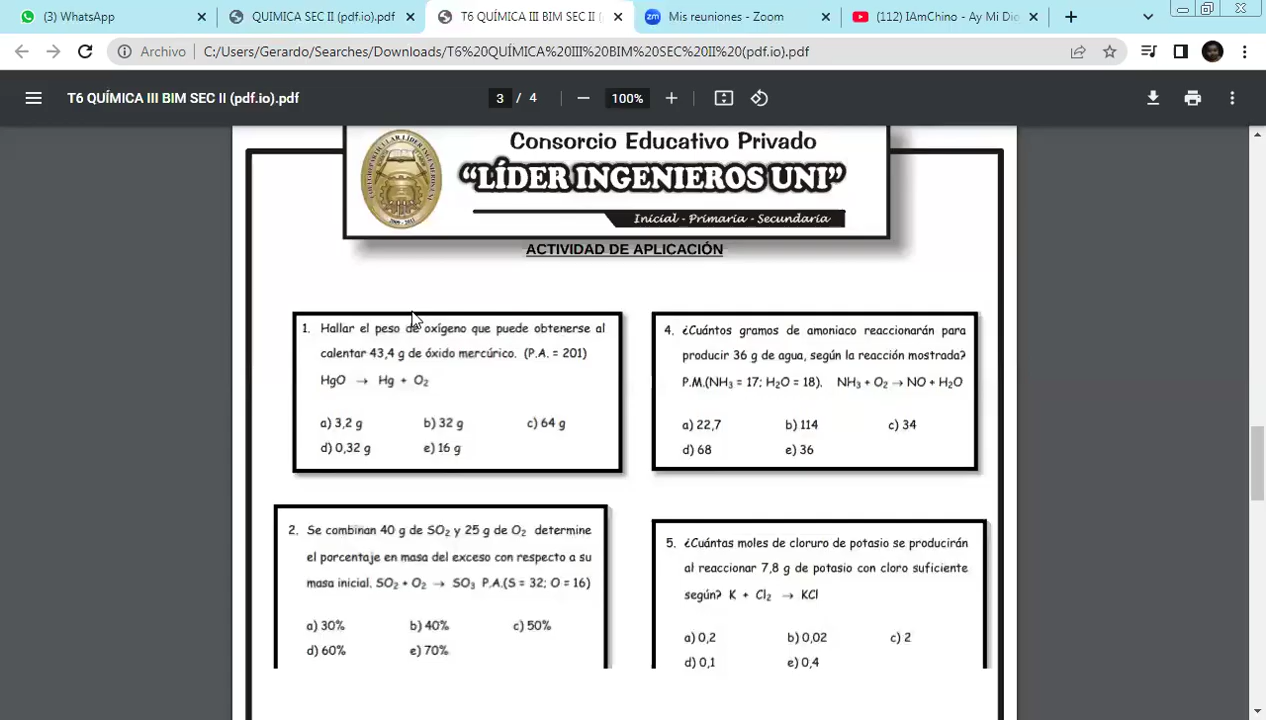 (3) WhatsApp
QUIMICA SEC II (pdf.io).pdf
T6 QUÍMICA III BIM SEC II (
Mis reuniones - Zoom
(112) IAmChino - Ay Mi Dio
Archivo
C:/Users/Gerardo/Searches/Downloads/T6%20QUÍMICA%20III%20BIM%20SEC%20II%20(pdf.io).pdf
T6 QUÍMICA III BIM SEC II (pdf.io).pdf
3 / 4
100%
Consorcio Educativo Privado
“LÍDER INGENIEROS UNI”
Inicial - Primaria - Secundaria
ACTIVIDAD DE APLICACIÓN
1. Hallar el peso de oxígeno que puede obtenerse al
calentar 43,4 g de óxido mercúrico. (P.A. = 201)
HgO → Hg + O₂
a) 3,2 g b) 32 g c) 64 g
d) 0,32 g e) 16 g
4. ¿Cuántos gramos de amoniaco reaccionarán para
producir 36 g de agua, según la reacción mostrada?
P.M.(NH₃ = 17; H₂O = 18). NH₃ + O₂ → NO + H₂O
a) 22,7 b) 114 c) 34
d) 68 e) 36
2. Se combinan 40 g de SO₂ y 25 g de O₂ determine
el porcentaje en masa del exceso con respecto a su
masa inicial. SO₂ + O₂ → SO₃ P.A.(S = 32; O = 16)
a) 30% b) 40% c) 50%
d) 60% e) 70%
5. ¿Cuántas moles de cloruro de potasio se producirán
al reaccionar 7,8 g de potasio con cloro suficiente
según? K + Cl₂ → KCl
a) 0,2 b) 0,02 c) 2
d) 0,1 e) 0,4